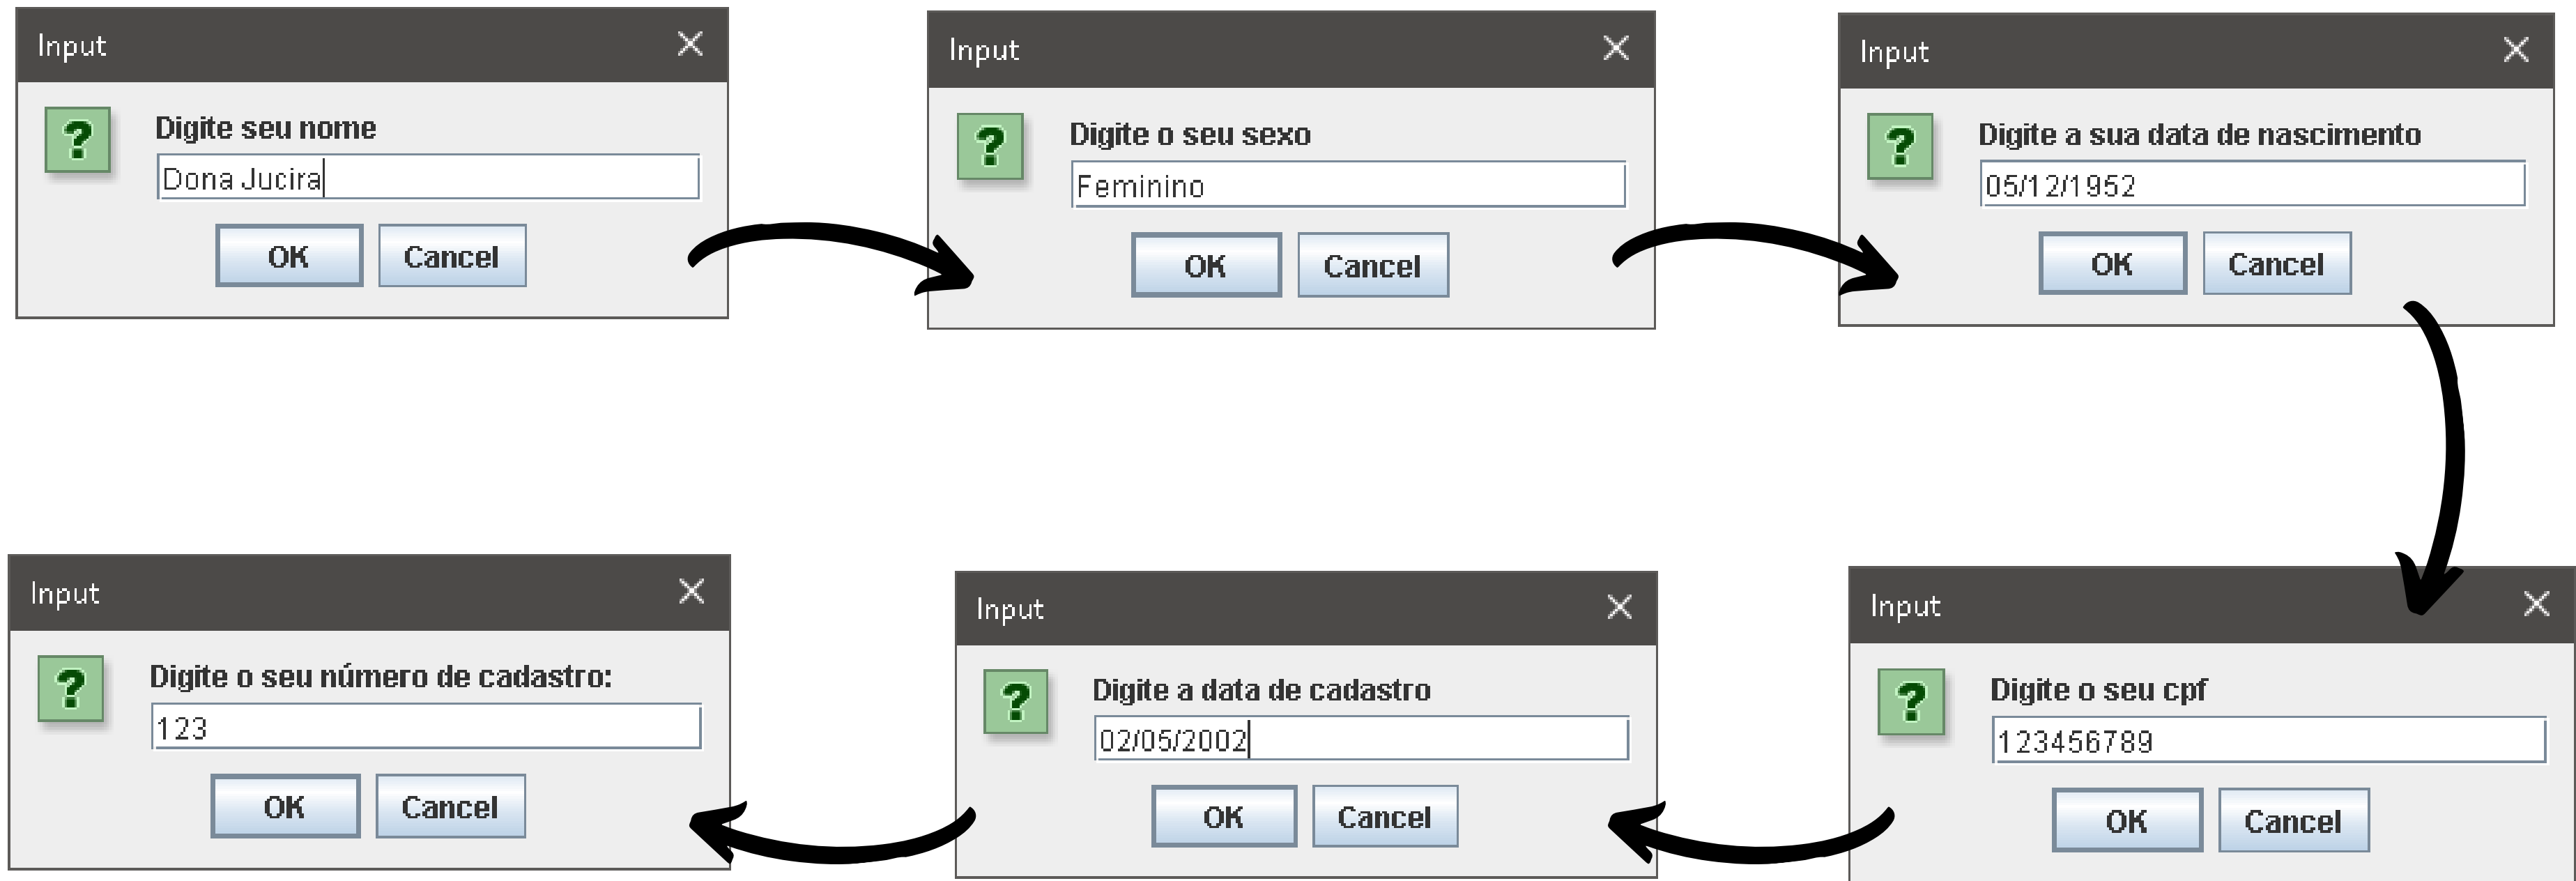 Input
Digite seu nome
Dona Jucira
OK Cancel
Input
Digite o seu sexo
Feminino
OK Cancel
Input
Digite a sua data de nascimento
05/12/1952
OK Cancel
Input
Digite o seu cpf
123456789
OK Cancel
Input
Digite a data de cadastro
02/05/2002
OK Cancel
Input
Digite o seu número de cadastro:
123
OK Cancel